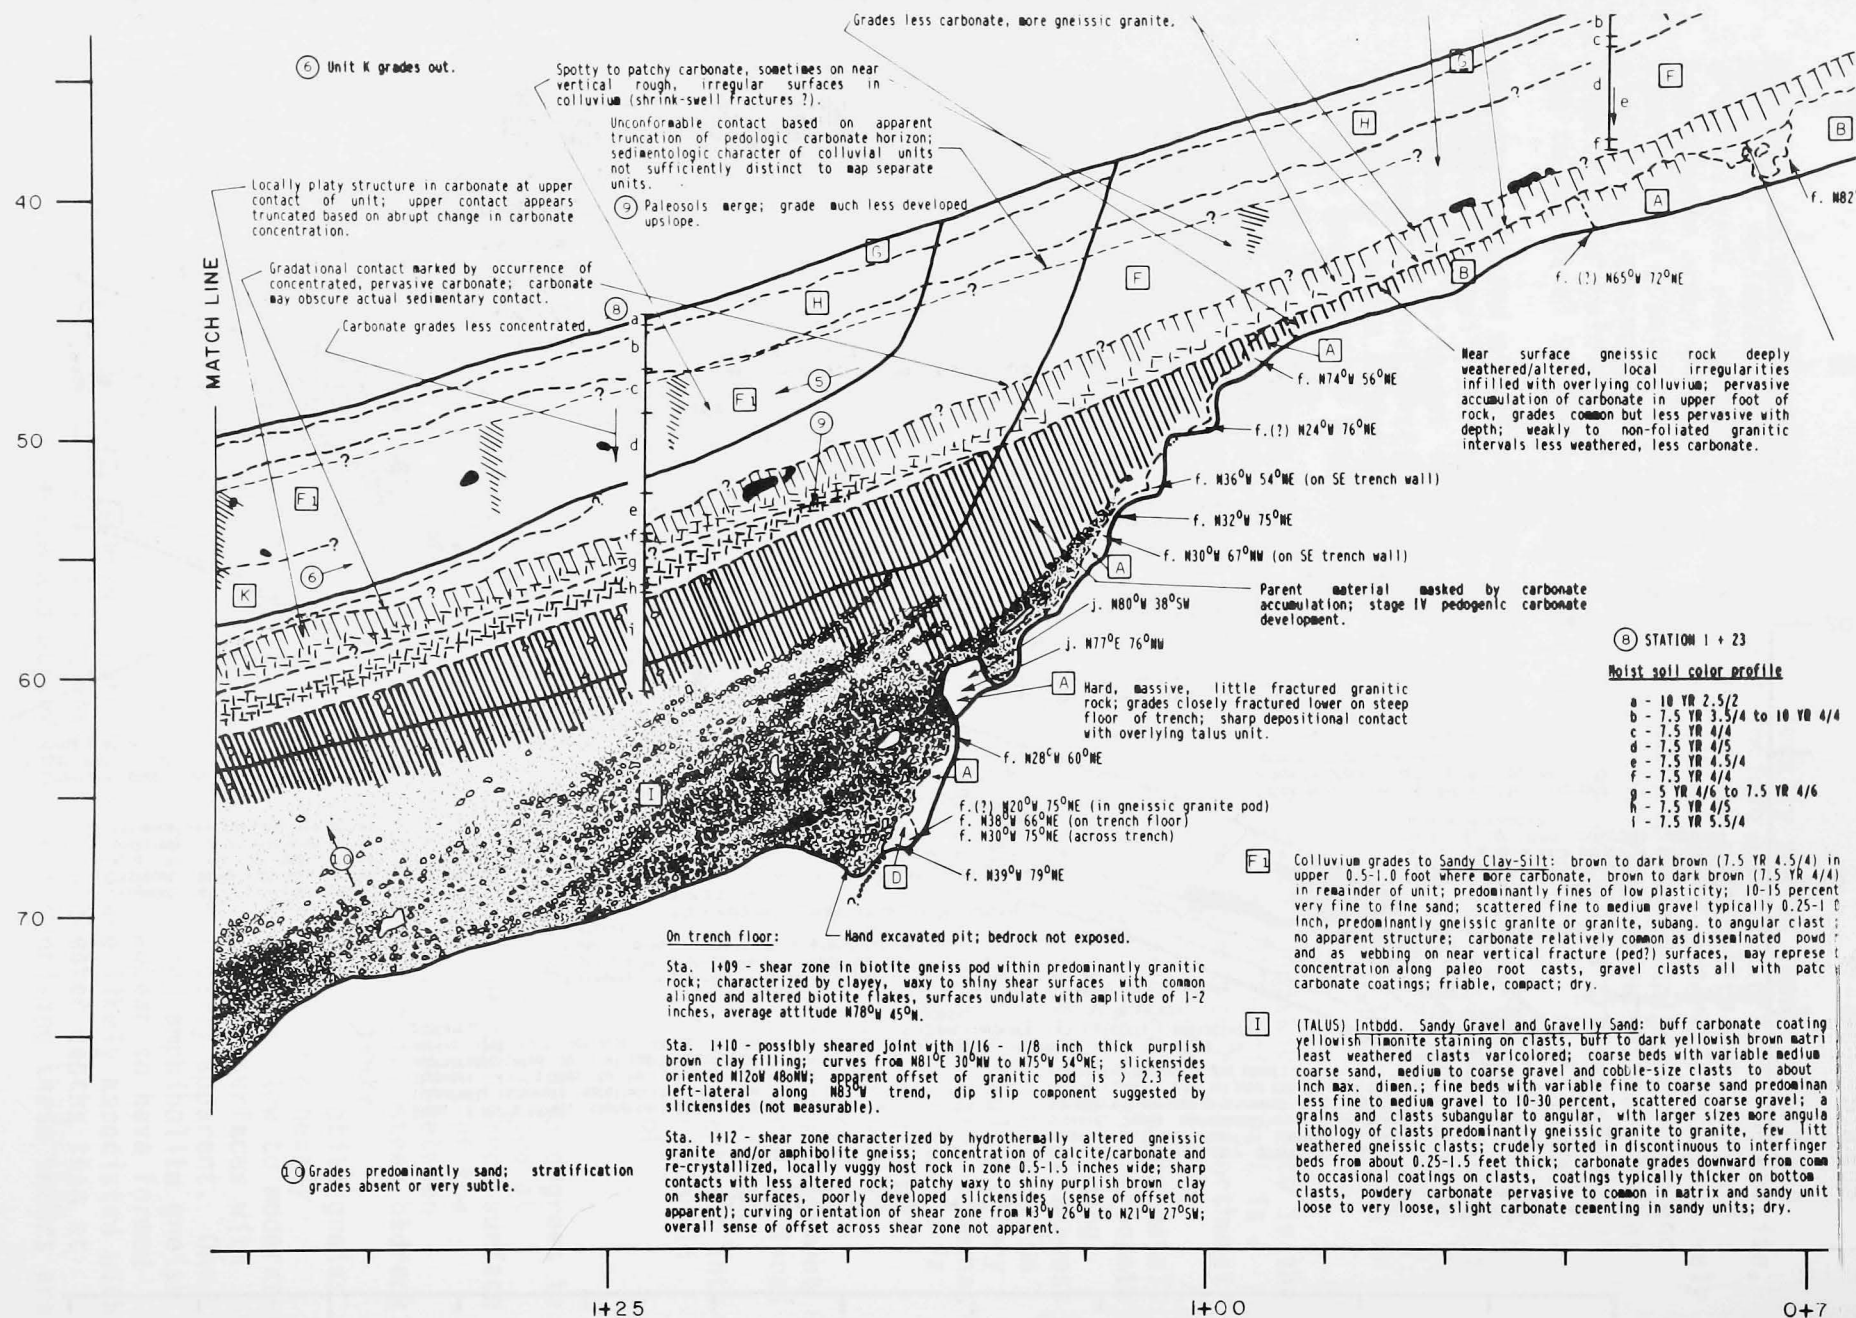 Grades less carbonate, more gneissic granite.
6 Unit K grades out.
Spotty to patchy carbonate, sometimes on near
vertical rough, irregular surfaces in
colluvium (shrink-swell fractures ?).
Unconformable contact based on apparent
truncation of pedologic carbonate horizon;
sedimentologic character of colluvial units
not sufficiently distinct to map separate
units.
9 Paleosols merge; grade much less developed
upslope.
Locally platy structure in carbonate at upper
contact of unit; upper contact appears
truncated based on abrupt change in carbonate
concentration.
Gradational contact marked by occurrence of
concentrated, pervasive carbonate; carbonate
may obscure actual sedimentary contact.
Carbonate grades less concentrated.
MATCH LINE
40
50
60
70
G
H
F
B
A
b
c
d
e
f
?
f. N82
f. (?) N65°W 72°NE
G
H
F
F1
F1
K
8
5
9
6
a
b
c
d
e
f
g
h
i
B
A
f. N74°W 56°NE
f.(?) N24°W 76°NE
f. N36°W 54°NE (on SE trench wall)
f. N32°W 75°NE
f. N30°W 67°NW (on SE trench wall)
A
j. N80°W 38°SW
j. N77°E 76°NW
Near surface gneissic rock deeply
weathered/altered, local irregularities
infilled with overlying colluvium; pervasive
accumulation of carbonate in upper foot of
rock, grades common but less pervasive with
depth; weakly to non-foliated granitic
intervals less weathered, less carbonate.
Parent material masked by carbonate
accumulation; stage IV pedogenic carbonate
development.
A Hard, massive, little fractured granitic
rock; grades closely fractured lower on steep
floor of trench; sharp depositional contact
with overlying talus unit.
f. N28°W 60°NE
A
I
f.(?) N20°W 75°NE (in gneissic granite pod)
f. N38°W 66°NE (on trench floor)
f. N30°W 75°NE (across trench)
f. N39°W 79°NE
D
10
Hand excavated pit; bedrock not exposed.
8 STATION 1 + 23
Moist soil color profile
a - 10 YR 2.5/2
b - 7.5 YR 3.5/4 to 10 YR 4/4
c - 7.5 YR 4/4
d - 7.5 YR 4/5
e - 7.5 YR 4.5/4
f - 7.5 YR 4/4
g - 5 YR 4/6 to 7.5 YR 4/6
h - 7.5 YR 4/5
i - 7.5 YR 5.5/4
F1 Colluvium grades to Sandy Clay-Silt: brown to dark brown (7.5 YR 4.5/4) in
upper 0.5-1.0 foot where more carbonate, brown to dark brown (7.5 YR 4/4)
in remainder of unit; predominantly fines of low plasticity; 10-15 percent
very fine to fine sand; scattered fine to medium gravel typically 0.25-1
inch, predominantly gneissic granite or granite, subang. to angular clast ;
no apparent structure; carbonate relatively common as disseminated powd
and as webbing on near vertical fracture (ped?) surfaces, may represe
concentration along paleo root casts, gravel clasts all with patc
carbonate coatings; friable, compact; dry.
I (TALUS) Intbdd. Sandy Gravel and Gravelly Sand: buff carbonate coating
yellowish limonite staining on clasts, buff to dark yellowish brown matri
least weathered clasts varicolored; coarse beds with variable medium
coarse sand, medium to coarse gravel and cobble-size clasts to about
inch max. dimen.; fine beds with variable fine to coarse sand predominan
less fine to medium gravel to 10-30 percent, scattered coarse gravel; a
grains and clasts subangular to angular, with larger sizes more angula
lithology of clasts predominantly gneissic granite to granite, few litt
weathered gneissic clasts; crudely sorted in discontinuous to interfinger
beds from about 0.25-1.5 feet thick; carbonate grades downward from comm
to occasional coatings on clasts, coatings typically thicker on bottom
clasts, powdery carbonate pervasive to common in matrix and sandy unit
loose to very loose, slight carbonate cementing in sandy units; dry.
On trench floor:
Sta. 1+09 - shear zone in biotite gneiss pod within predominantly granitic
rock; characterized by clayey, waxy to shiny shear surfaces with common
aligned and altered biotite flakes, surfaces undulate with amplitude of 1-2
inches, average attitude N78°W 45°N.
Sta. 1+10 - possibly sheared joint with 1/16 - 1/8 inch thick purplish
brown clay filling; curves from N81°E 30°NW to N75°W 54°NE; slickensides
oriented N12oW 48oNW; apparent offset of granitic pod is > 2.3 feet
left-lateral along N83°W trend, dip slip component suggested by
slickensides (not measurable).
Sta. 1+12 - shear zone characterized by hydrothermally altered gneissic
granite and/or amphibolite gneiss; concentration of calcite/carbonate and
re-crystallized, locally vuggy host rock in zone 0.5-1.5 inches wide; sharp
contacts with less altered rock; patchy waxy to shiny purplish brown clay
on shear surfaces, poorly developed slickensides (sense of offset not
apparent); curving orientation of shear zone from N3°W 26°W to N21°W 27°SW;
overall sense of offset across shear zone not apparent.
10 Grades predominantly sand; stratification
grades absent or very subtle.
1+25
1+00
0+7